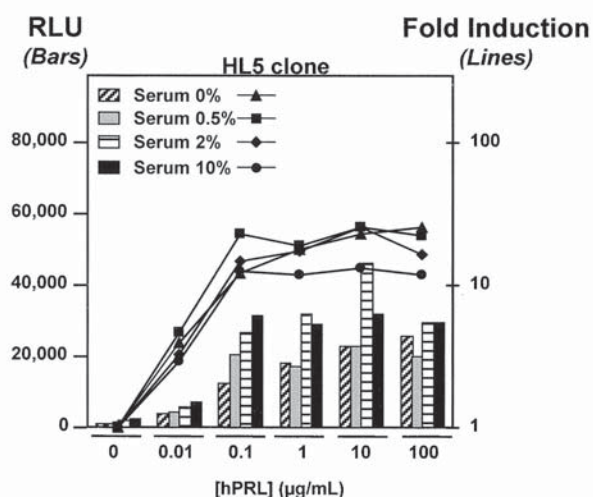 RLU
(Bars)
Fold Induction
(Lines)
HL5 clone
Serum 0%
Serum 0.5%
Serum 2%
Serum 10%
80,000
60,000
40,000
20,000
0
100
10
1
0 0.01 0.1 1 10 100
[hPRL] (µg/mL)